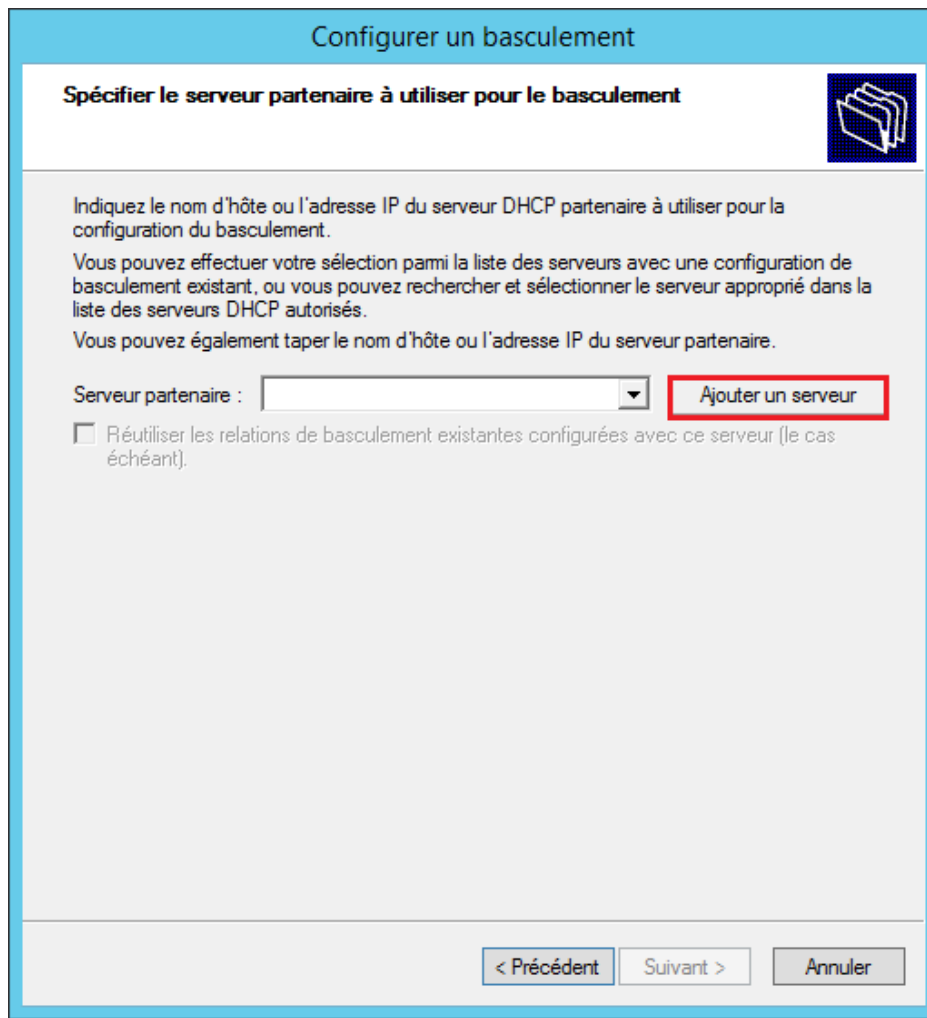 Configurer un basculement
Spécifier le serveur partenaire à utiliser pour le basculement
Indiquez le nom d'hôte ou l'adresse IP du serveur DHCP partenaire à utiliser pour la
configuration du basculement.
Vous pouvez effectuer votre sélection parmi la liste des serveurs avec une configuration de
basculement existant, ou vous pouvez rechercher et sélectionner le serveur approprié dans la
liste des serveurs DHCP autorisés.
Vous pouvez également taper le nom d'hôte ou l'adresse IP du serveur partenaire.
Serveur partenaire : Ajouter un serveur
Réutiliser les relations de basculement existantes configurées avec ce serveur (le cas
échéant).
< Précédent Suivant > Annuler